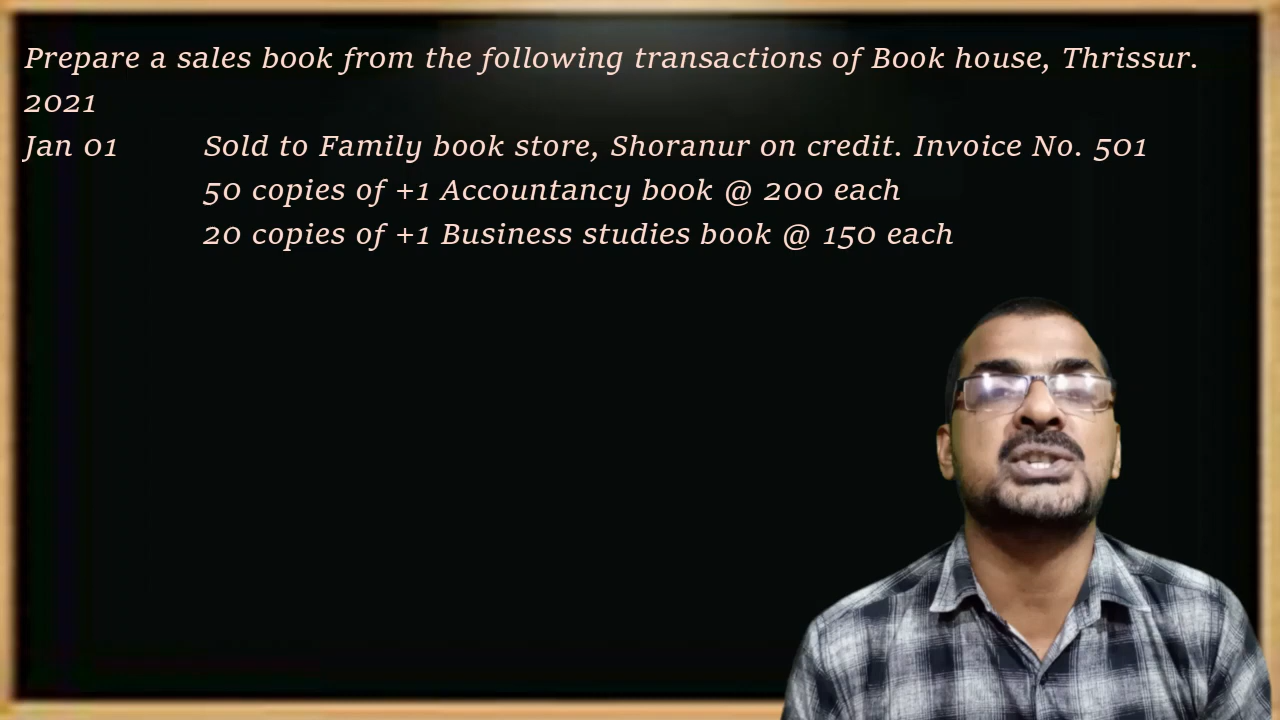 Prepare a sales book from the following transactions of Book house, Thrissur.
2021
Jan 01 Sold to Family book store, Shoranur on credit. Invoice No. 501
50 copies of +1 Accountancy book @ 200 each
20 copies of +1 Business studies book @ 150 each